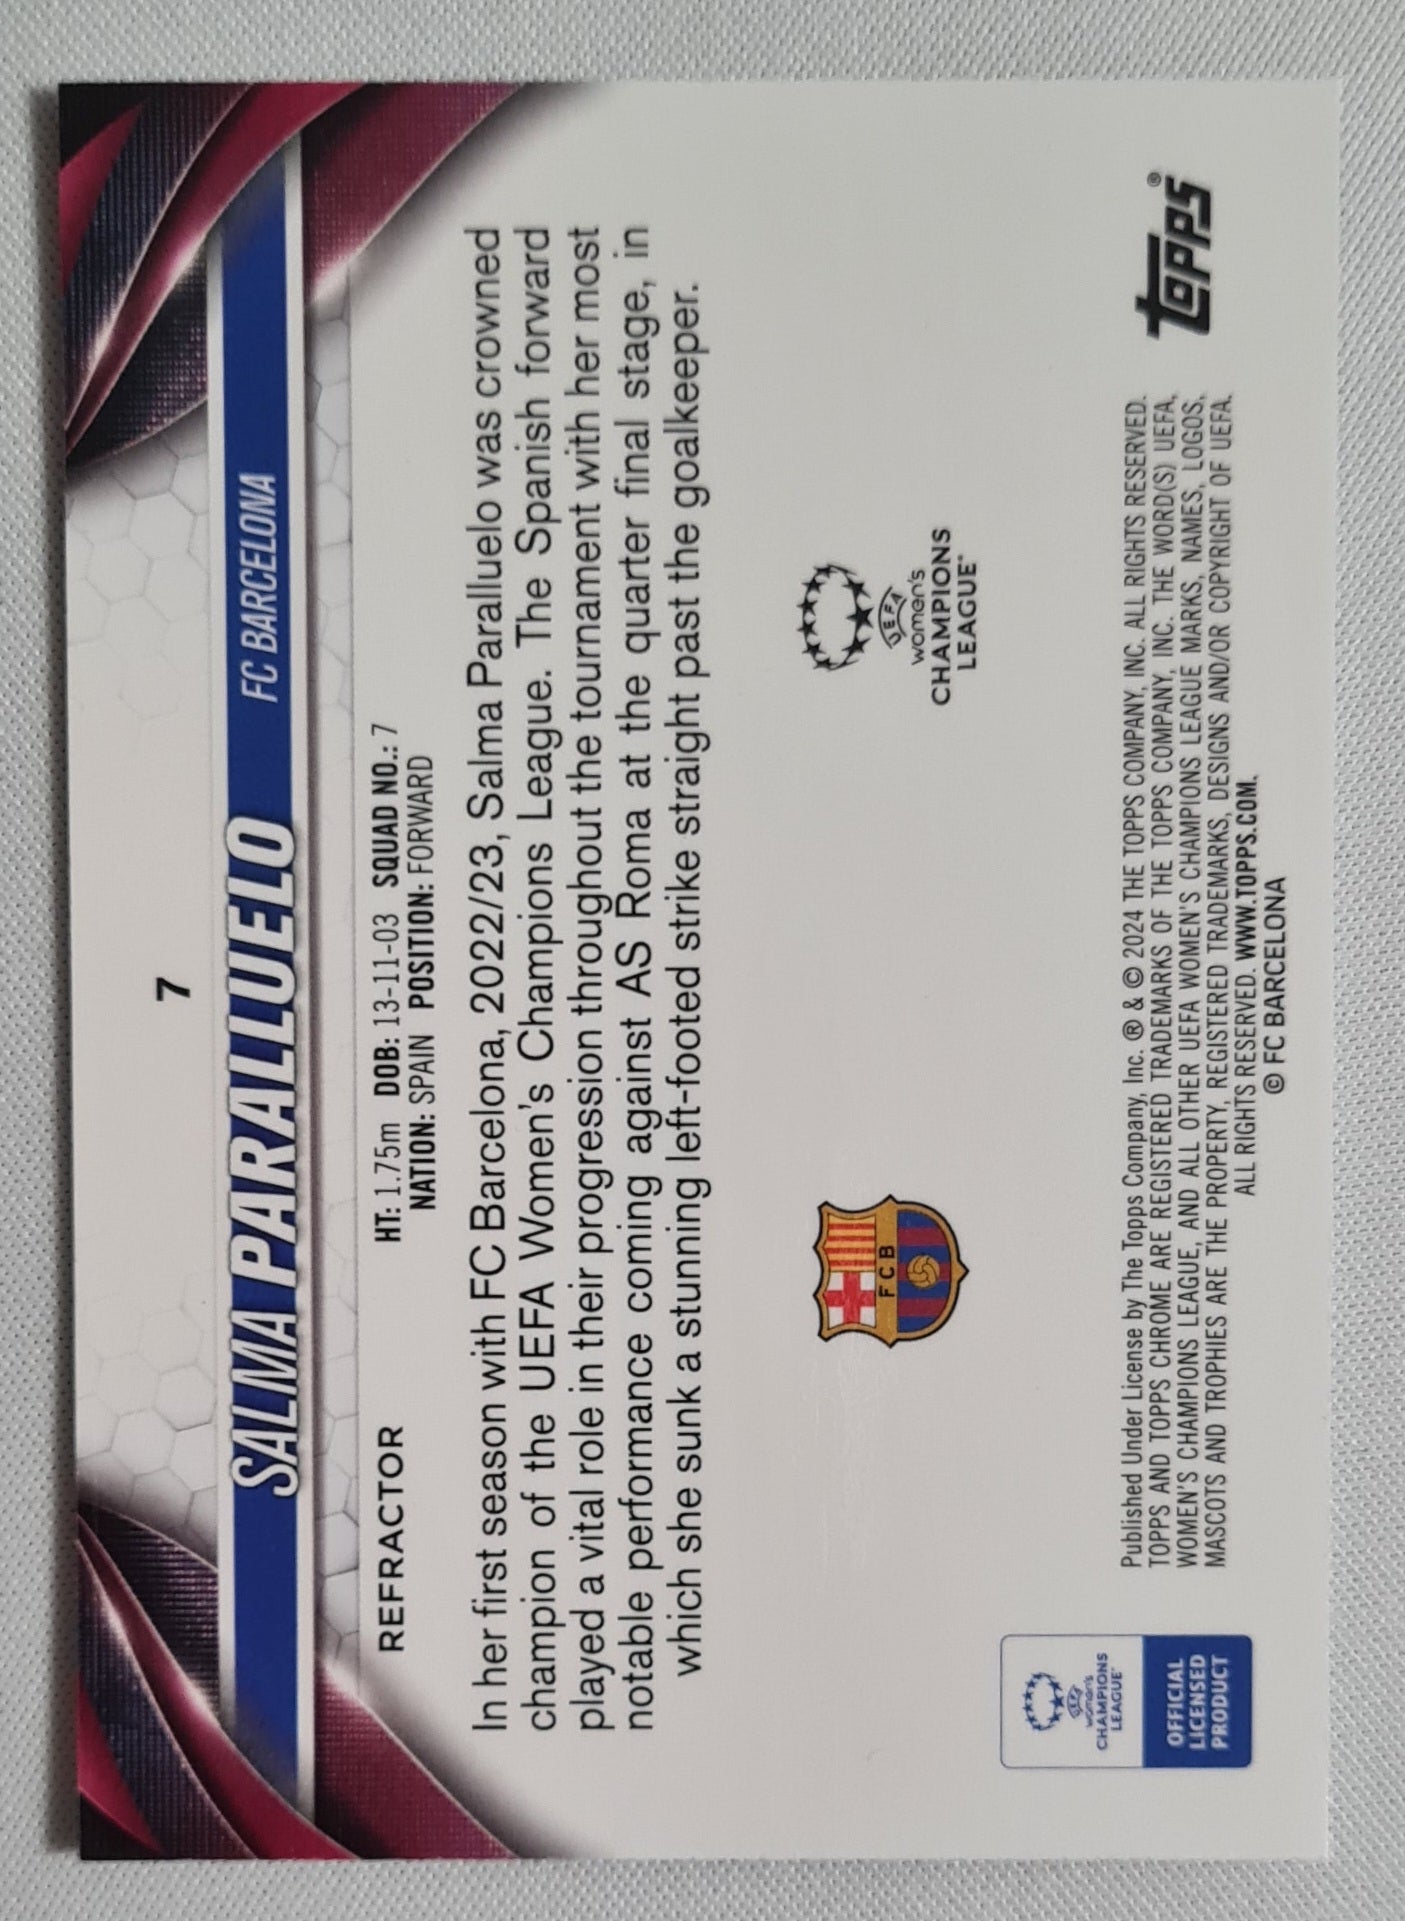 7
SALMA PARALLUELO FC BARCELONA
REFRACTOR
HT: 1.75m DOB: 13-11-03 SQUAD NO.: 7
NATION: SPAIN POSITION: FORWARD
In her first season with FC Barcelona, 2022/23, Salma Paralluelo was crowned
champion of the UEFA Women's Champions League. The Spanish forward
played a vital role in their progression throughout the tournament with her most
notable performance coming against AS Roma at the quarter final stage, in
which she sunk a stunning left-footed strike straight past the goalkeeper.
FCB
UEFA
women's
CHAMPIONS
LEAGUE
UEFA
women's
CHAMPIONS
LEAGUE
OFFICIAL
LICENSED
PRODUCT
Published Under License by The Topps Company, Inc. ® & © 2024 THE TOPPS COMPANY, INC. ALL RIGHTS RESERVED.
TOPPS AND TOPPS CHROME ARE REGISTERED TRADEMARKS OF THE TOPPS COMPANY, INC. THE WORD(S) UEFA,
WOMEN'S CHAMPIONS LEAGUE, AND ALL OTHER UEFA WOMEN'S CHAMPIONS LEAGUE MARKS, NAMES, LOGOS,
MASCOTS AND TROPHIES ARE THE PROPERTY, REGISTERED TRADEMARKS, DESIGNS AND/OR COPYRIGHT OF UEFA.
ALL RIGHTS RESERVED. WWW.TOPPS.COM.
© FC BARCELONA
topps®